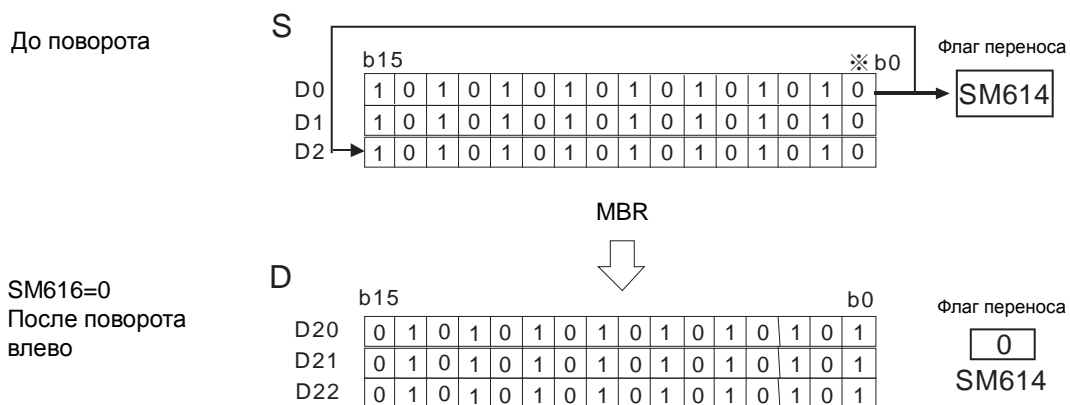 До поворота
S
b15 ※ b0
Флаг переноса
D0 1 0 1 0 1 0 1 0 1 0 1 0 1 0 1 0 SM614
D1 1 0 1 0 1 0 1 0 1 0 1 0 1 0 1 0
D2 1 0 1 0 1 0 1 0 1 0 1 0 1 0 1 0
MBR
SM616=0
После поворота
влево
D
b15 b0
Флаг переноса
D20 0 1 0 1 0 1 0 1 0 1 0 1 0 1 0 1
D21 0 1 0 1 0 1 0 1 0 1 0 1 0 1 0 1
D22 0 1 0 1 0 1 0 1 0 1 0 1 0 1 0 1
0
SM614